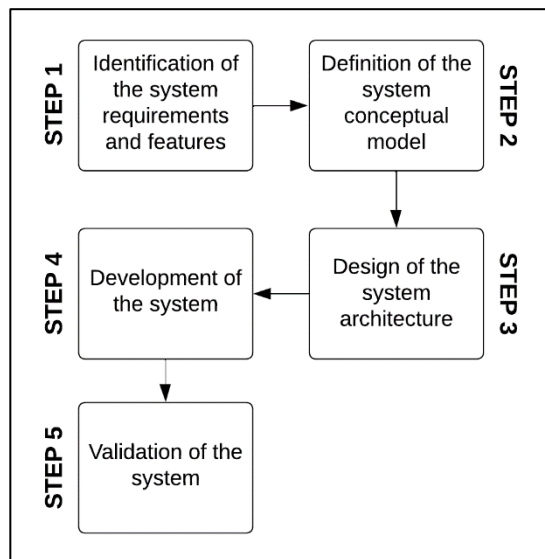 STEP 1
Identification of
the system
requirements
and features
Definition of the
system
conceptual
model
STEP 2
Design of the
system
architecture
STEP 3
STEP 4
Development of
the system
STEP 5
Validation of the
system